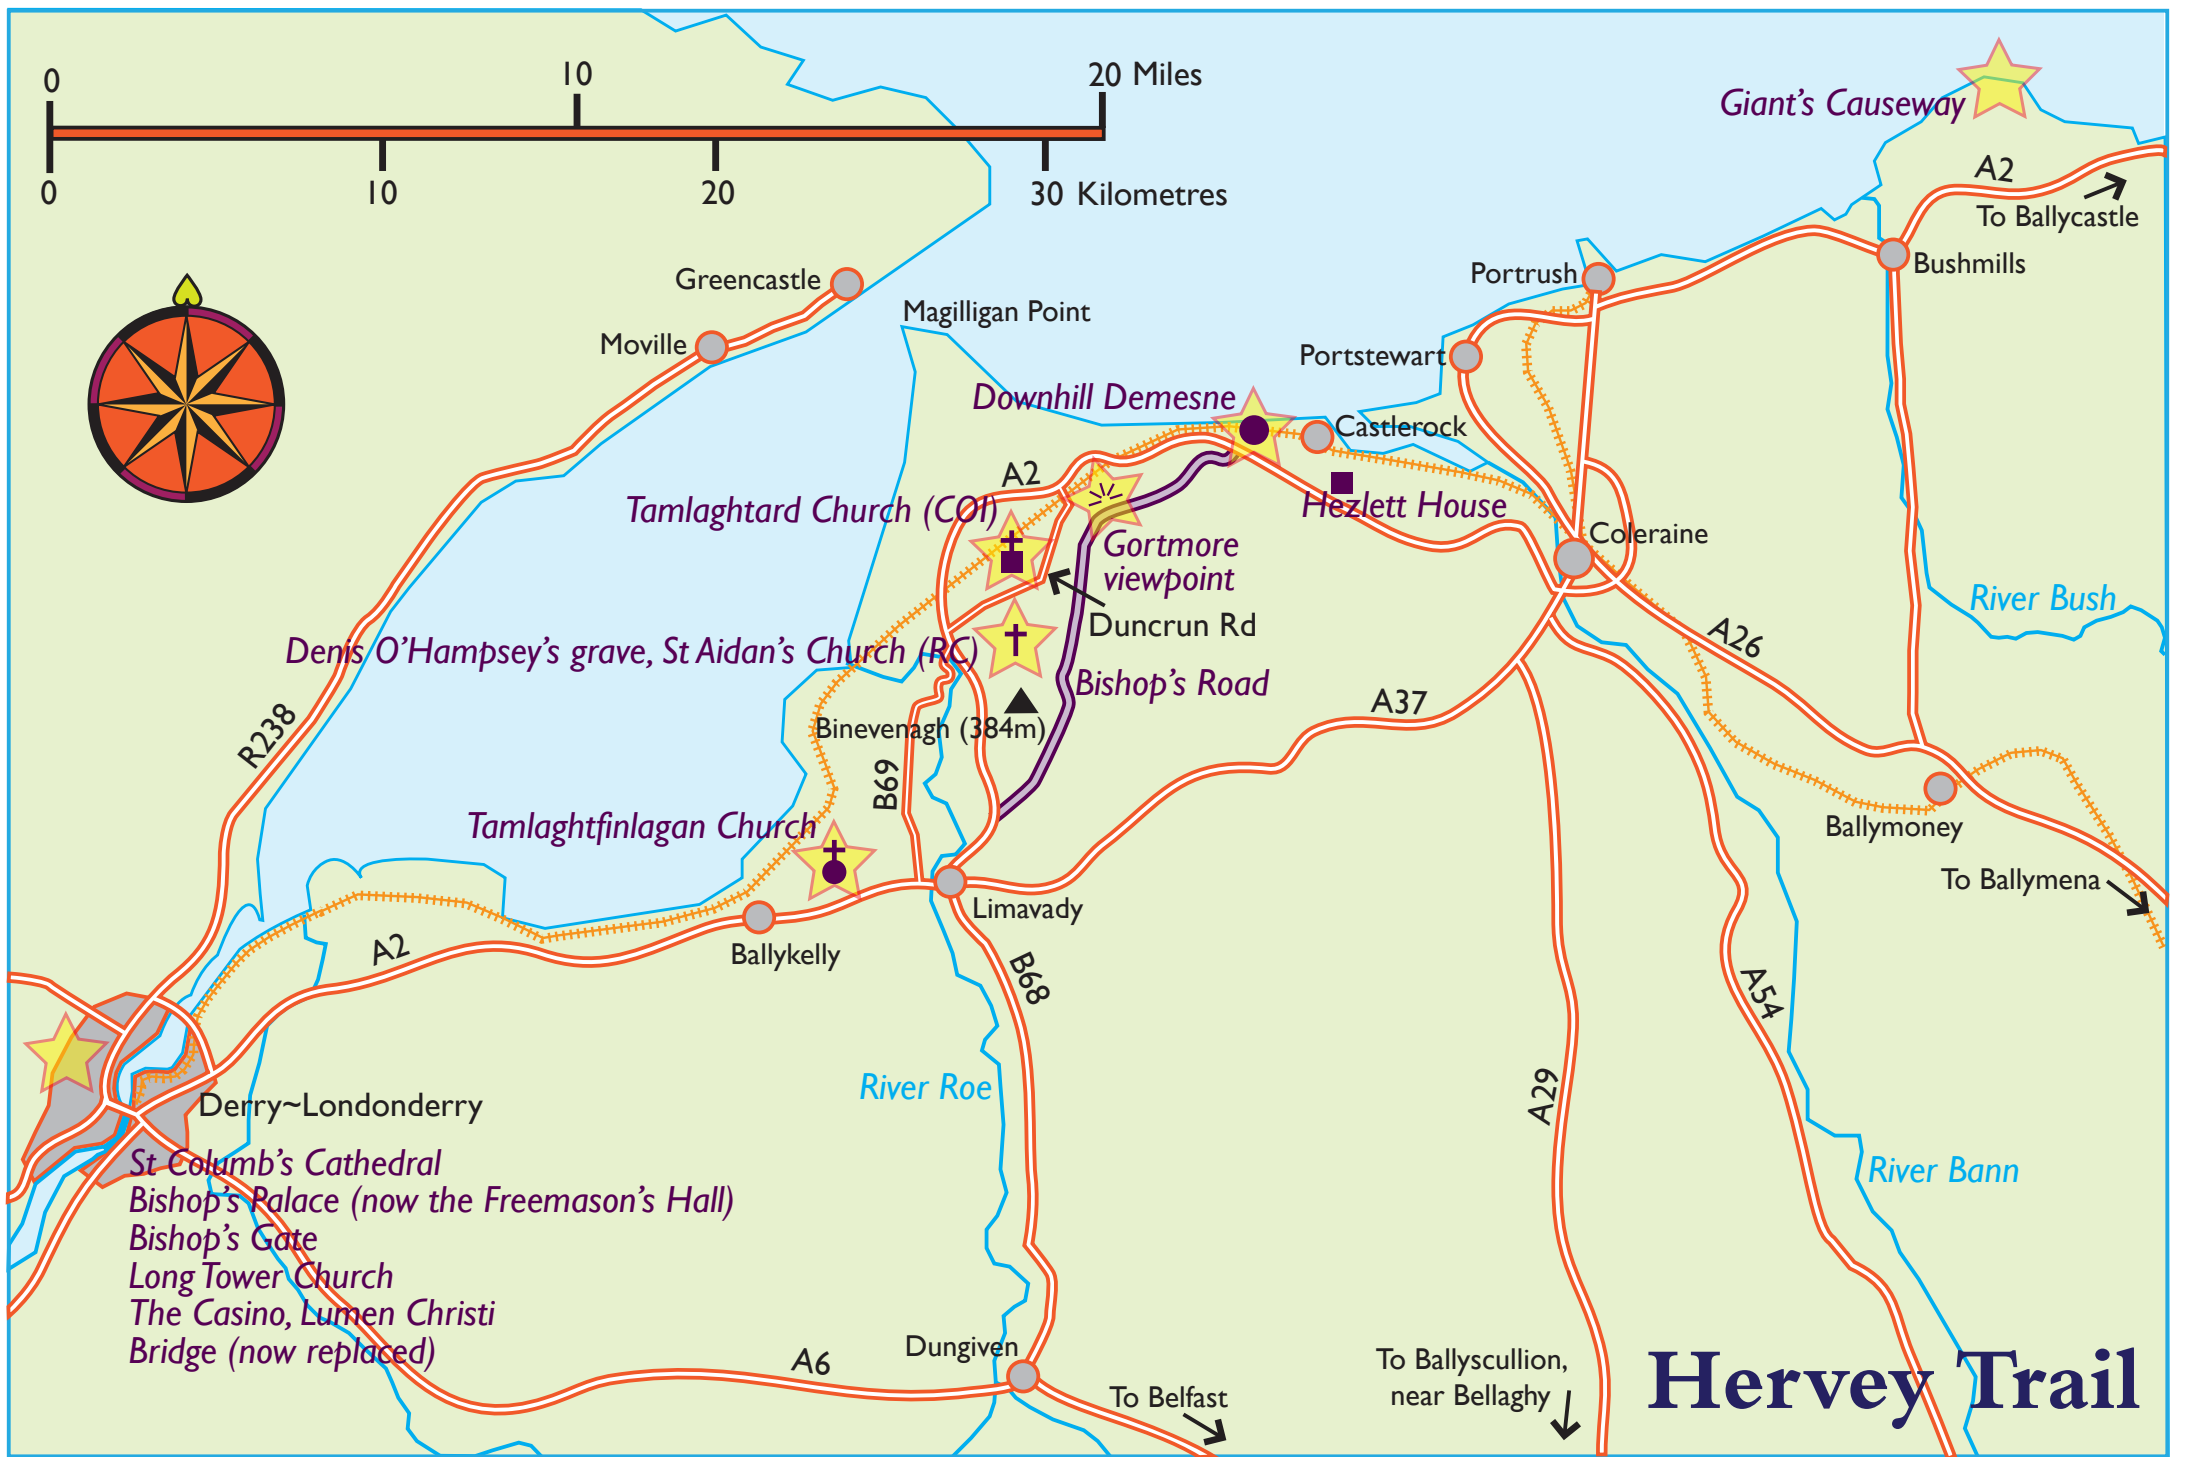 0
10
20 Miles
0
10
20
30 Kilometres
Giant's Causeway
A2
To Ballycastle
Bushmills
Greencastle
Moville
Magilligan Point
Portrush
Portstewart
Downhill Demesne
Castlerock
A2
Tamlaghtard Church (COI)
Hezlett House
Coleraine
Gortmore
viewpoint
Duncrun Rd
River Bush
A26
Denis O'Hampsey's grave, St Aidan's Church (RC)
Bishop's Road
A37
R238
Binevenagh (384m)
B69
Tamlaghtfinlagan Church
Ballymoney
To Ballymena
Limavady
A2
Ballykelly
B68
A54
River Roe
A29
Derry~Londonderry
St Columb's Cathedral
Bishop's Palace (now the Freemason's Hall)
Bishop's Gate
Long Tower Church
The Casino, Lumen Christi
Bridge (now replaced)
River Bann
Dungiven
A6
To Belfast
To Ballyscullion,
near Bellaghy
Hervey Trail